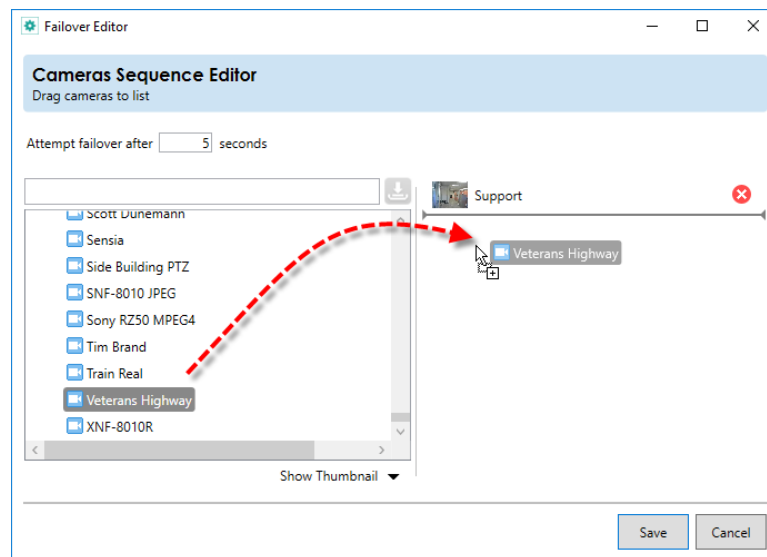 Failover Editor
Cameras Sequence Editor
Drag cameras to list
Attempt failover after 5 seconds
Support
Scott Dunemann
Sensia
Side Building PTZ
SNF-8010 JPEG
Sony RZ50 MPEG4
Tim Brand
Train Real
Veterans Highway
XNF-8010R
Veterans Highway
Show Thumbnail
Save
Cancel